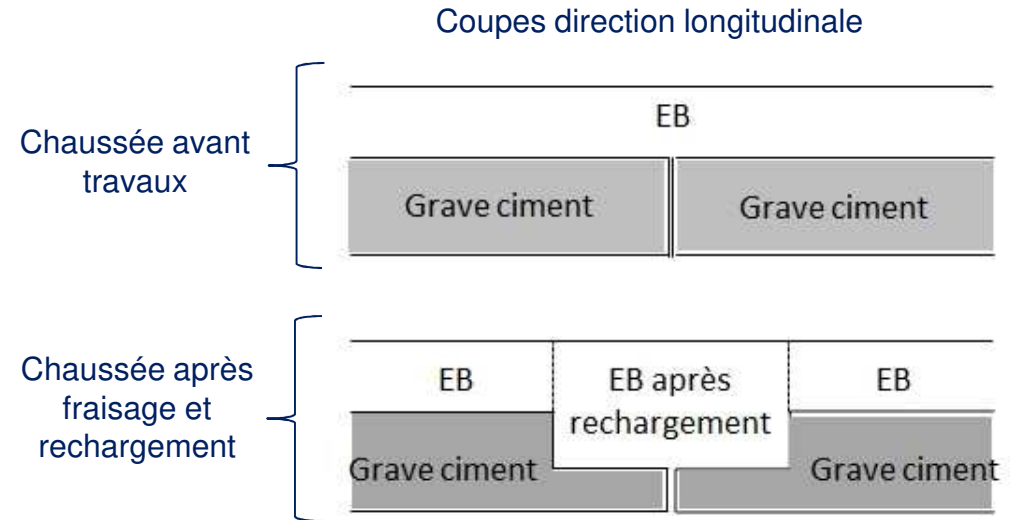 Coupes direction longitudinale
Chaussée avant
travaux
EB
Grave ciment
Grave ciment
Chaussée après
fraisage et
rechargement
EB
EB après
rechargement
EB
Grave ciment
Grave ciment